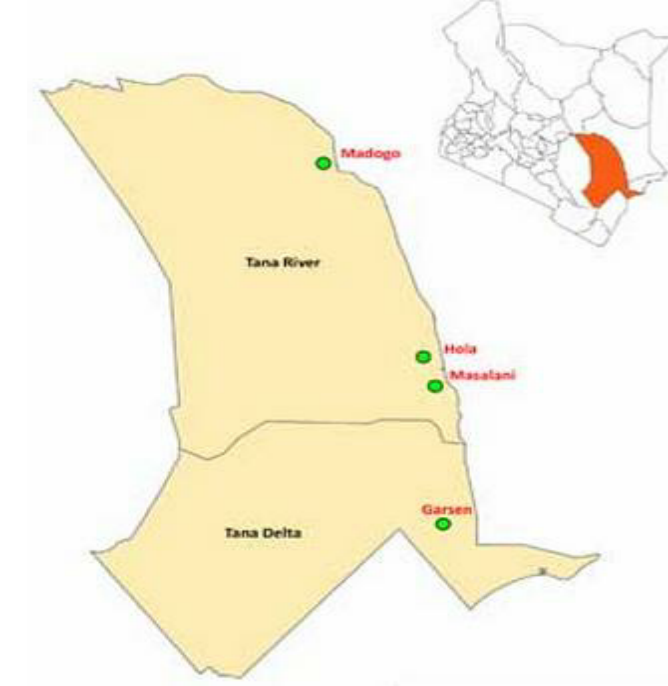 Madogo
Tana River
Hola
Masalani
Garsen
Tana Delta